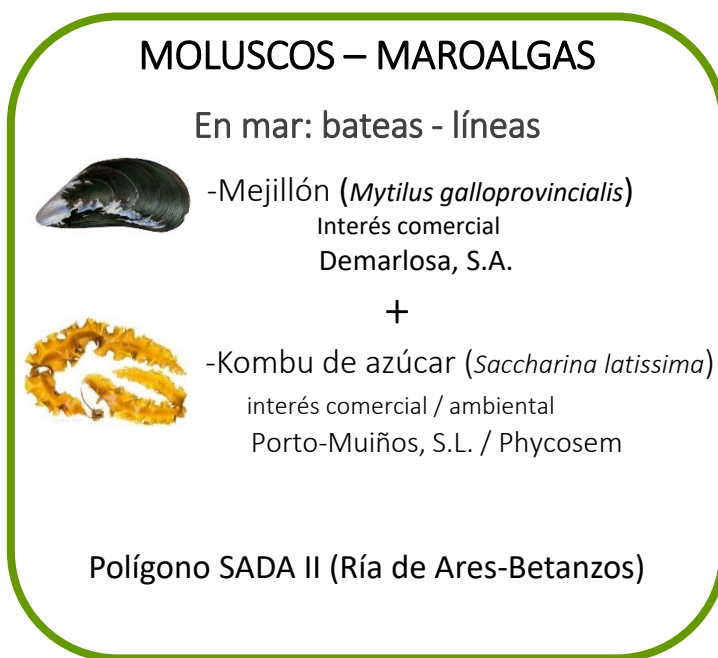 MOLUSCOS – MAROALGAS
En mar: bateas - líneas
-Mejillón (Mytilus galloprovincialis)
Interés comercial
Demarlosa, S.A.
+
-Kombu de azúcar (Saccharina latissima)
interés comercial / ambiental
Porto-Muiños, S.L. / Phycosem
Polígono SADA II (Ría de Ares-Betanzos)